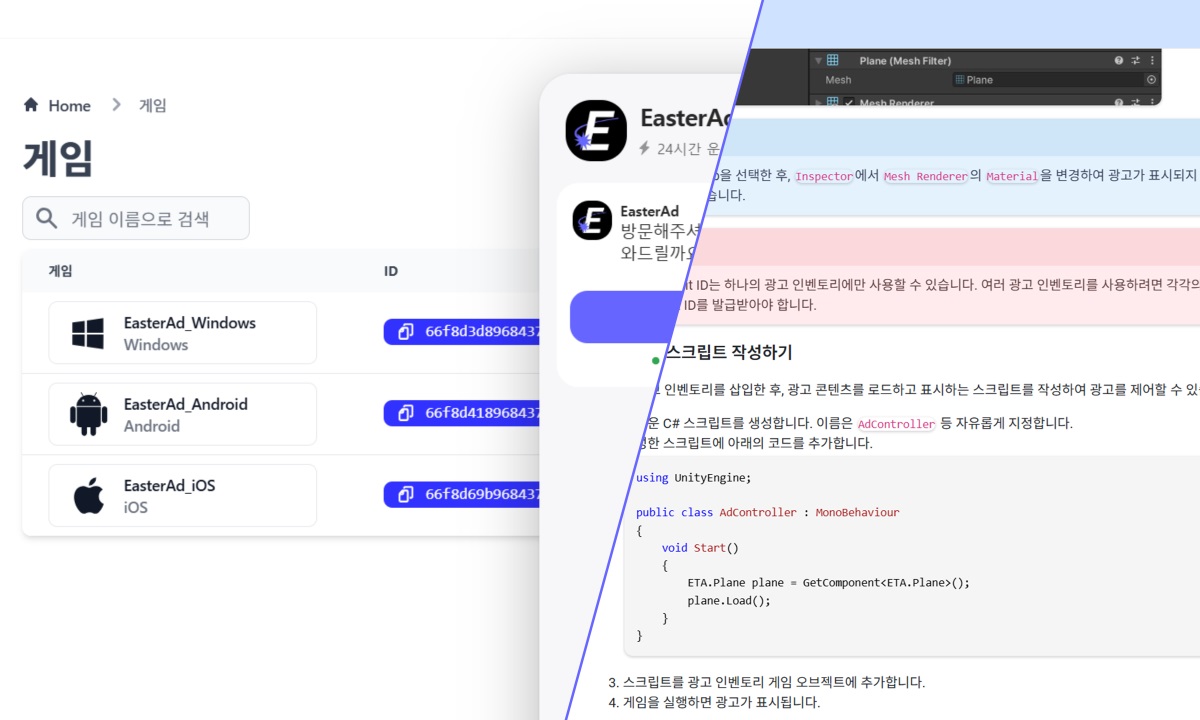 Home
게임
게임
게임 이름으로 검색
게임
ID
EasterAd_Windows
Windows
66f8d3d8968437
EasterAd_Android
Android
66f8d418968437
EasterAd_iOS
iOS
66f8d69b968437
EasterAd
24시간 운
EasterAd
방문해주셔
와드릴까요
Plane (Mesh Filter)
Mesh
Plane
Mesh Renderer
을 선택한 후, Inspector에서 Mesh Renderer의 Material을 변경하여 광고가 표시되지
습니다.
ID는 하나의 광고 인벤토리에만 사용할 수 있습니다. 여러 광고 인벤토리를 사용하려면 각각의
ID를 발급받아야 합니다.
스크립트 작성하기
인벤토리를 삽입한 후, 광고 콘텐츠를 로드하고 표시하는 스크립트를 작성하여 광고를 제어할 수 있
운 C# 스크립트를 생성합니다. 이름은 AdController 등 자유롭게 지정합니다.
한 스크립트에 아래의 코드를 추가합니다.
using UnityEngine;
public class AdController : MonoBehaviour
{
void Start()
{
ETA.Plane plane = GetComponent<ETA.Plane>();
plane.Load();
}
}
3. 스크립트를 광고 인벤토리 게임 오브젝트에 추가합니다.
4. 게임을 실행하면 광고가 표시됩니다.